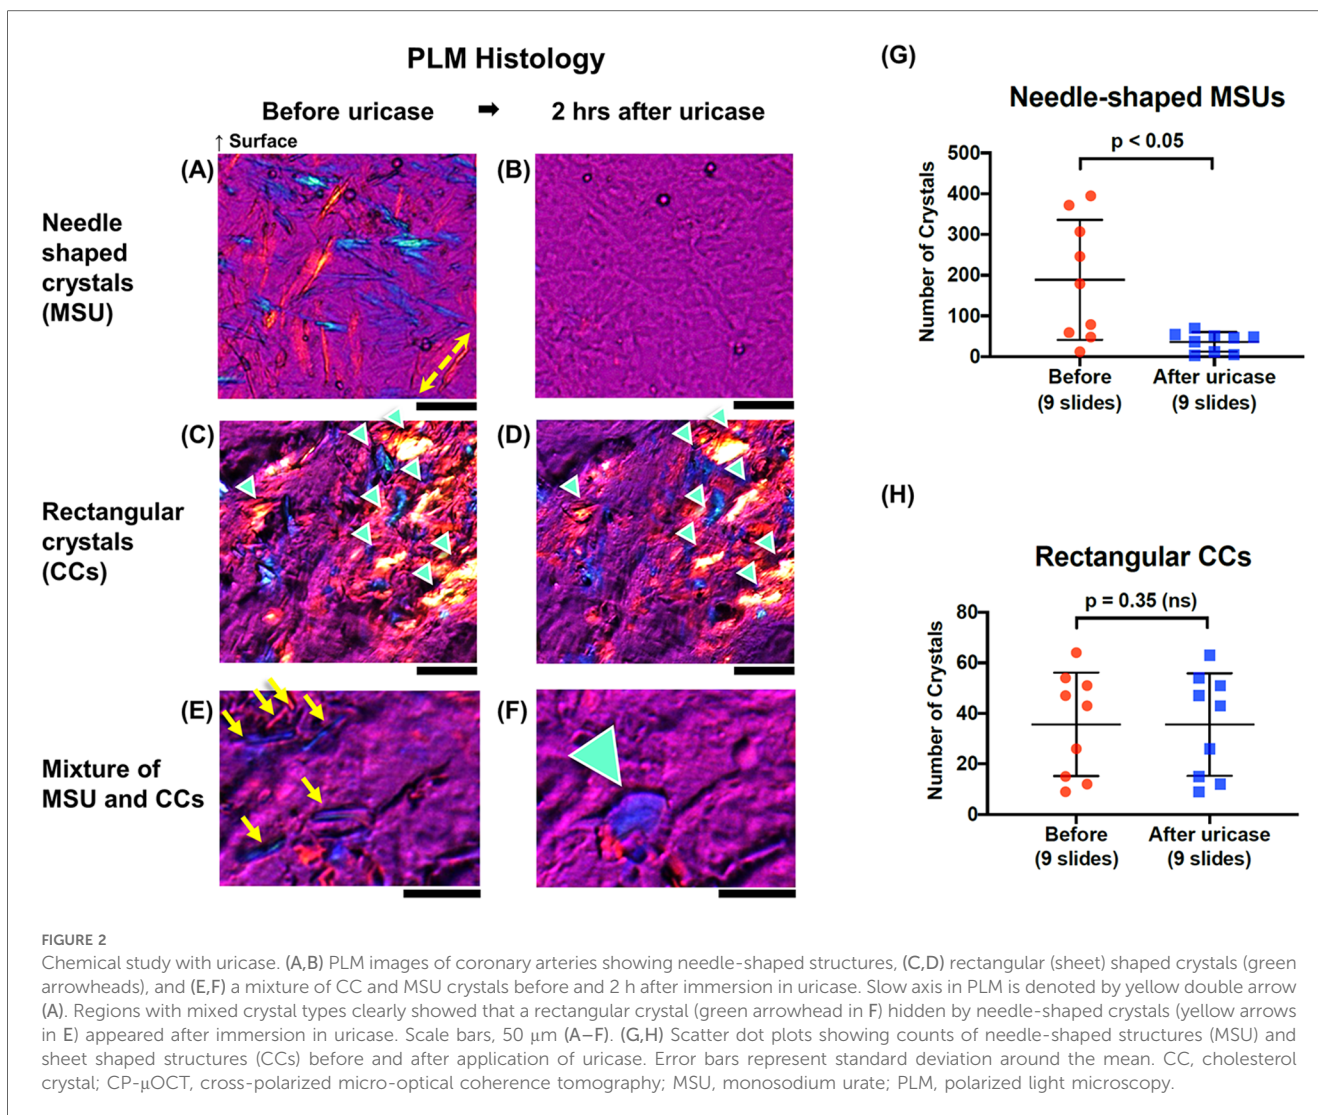 PLM Histology
Before uricase ➡ 2 hrs after uricase
↑ Surface
(A)
(B)
Needle
shaped
crystals
(MSU)
(C)
(D)
Rectangular
crystals
(CCs)
(E)
(F)
Mixture of
MSU and CCs
(G)
Needle-shaped MSUs
p < 0.05
Number of Crystals
500
400
300
200
100
0
Before
(9 slides)
After uricase
(9 slides)
(H)
Rectangular CCs
p = 0.35 (ns)
Number of Crystals
80
60
40
20
0
Before
(9 slides)
After uricase
(9 slides)
FIGURE 2
Chemical study with uricase. (A,B) PLM images of coronary arteries showing needle-shaped structures, (C,D) rectangular (sheet) shaped crystals (green
arrowheads), and (E,F) a mixture of CC and MSU crystals before and 2 h after immersion in uricase. Slow axis in PLM is denoted by yellow double arrow
(A). Regions with mixed crystal types clearly showed that a rectangular crystal (green arrowhead in F) hidden by needle-shaped crystals (yellow arrows
in E) appeared after immersion in uricase. Scale bars, 50 μm (A–F). (G,H) Scatter dot plots showing counts of needle-shaped structures (MSU) and
sheet shaped structures (CCs) before and after application of uricase. Error bars represent standard deviation around the mean. CC, cholesterol
crystal; CP-μOCT, cross-polarized micro-optical coherence tomography; MSU, monosodium urate; PLM, polarized light microscopy.